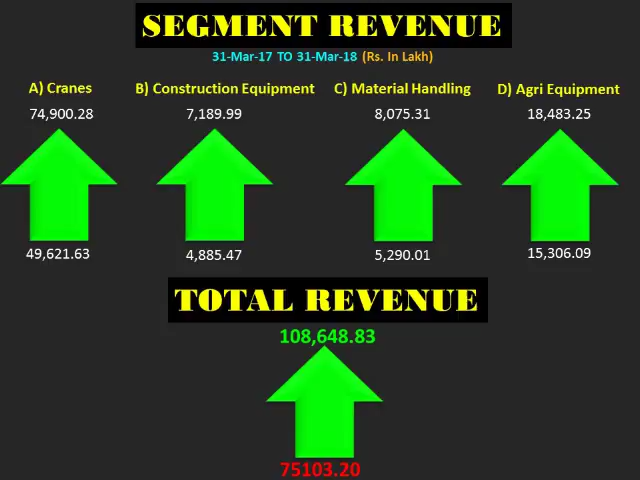 SEGMENT REVENUE
31-Mar-17 TO 31-Mar-18 (Rs. In Lakh)
A) Cranes B) Construction Equipment C) Material Handling D) Agri Equipment
74,900.28 7,189.99 8,075.31 18,483.25
49,621.63 4,885.47 5,290.01 15,306.09
TOTAL REVENUE
108,648.83
75103.20